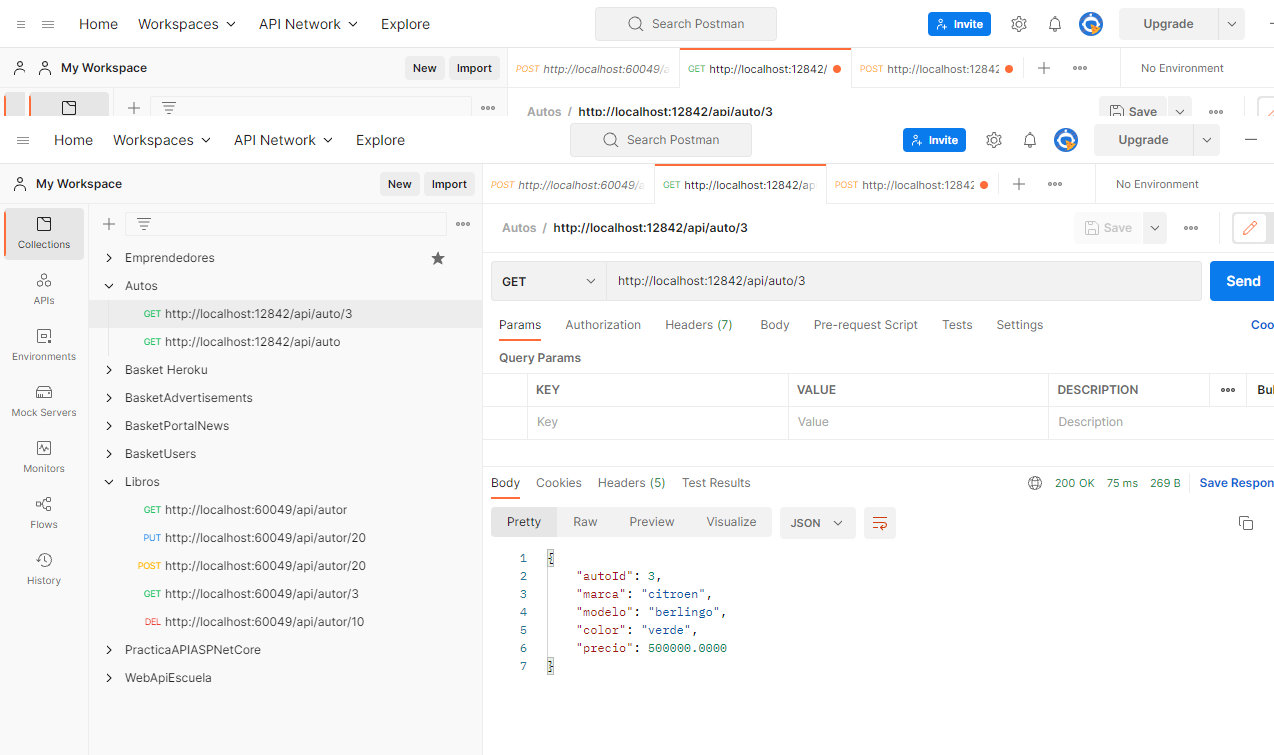 Home Workspaces API Network Explore Search Postman Invite Upgrade
My Workspace New Import POST http://localhost:60049/a GET http://localhost:12842/ POST http://localhost:12842 No Environment
Autos / http://localhost:12842/api/auto/3 Save
Home Workspaces API Network Explore Search Postman Invite Upgrade
My Workspace New Import POST http://localhost:60049/a GET http://localhost:12842/ap POST http://localhost:12842 No Environment
Autos / http://localhost:12842/api/auto/3 Save
Collections
APIs
Environments
Mock Servers
Monitors
Flows
History
Emprendedores
Autos
GET http://localhost:12842/api/auto/3
GET http://localhost:12842/api/auto
Basket Heroku
BasketAdvertisements
BasketPortalNews
BasketUsers
Libros
GET http://localhost:60049/api/autor
PUT http://localhost:60049/api/autor/20
POST http://localhost:60049/api/autor/20
GET http://localhost:60049/api/autor/3
DEL http://localhost:60049/api/autor/10
PracticaAPIASPNetCore
WebApiEscuela
GET http://localhost:12842/api/auto/3 Send
Params Authorization Headers (7) Body Pre-request Script Tests Settings Coo
Query Params
KEY VALUE DESCRIPTION Bul
Key Value Description
Body Cookies Headers (5) Test Results 200 OK 75 ms 269 B Save Respon
Pretty Raw Preview Visualize JSON
1 {
2 "autoId": 3,
3 "marca": "citroen",
4 "modelo": "berlingo",
5 "color": "verde",
6 "precio": 500000.0000
7 }